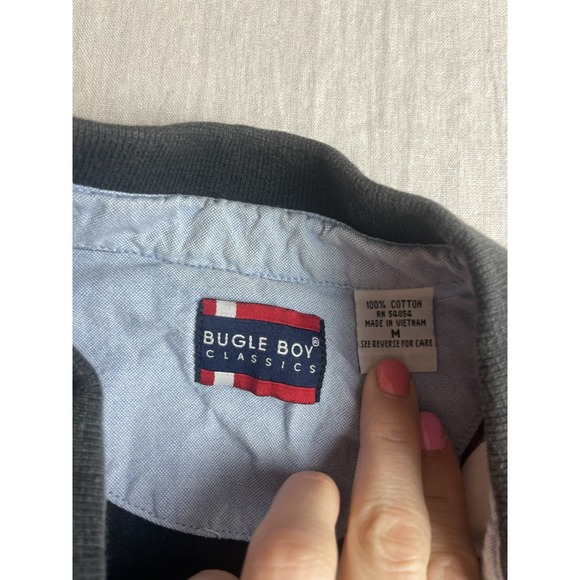 BUGLE BOY®
CLASSICS
100% COTTON
RN 54054
MADE IN VIETNAM
M
SEE REVERSE FOR CARE